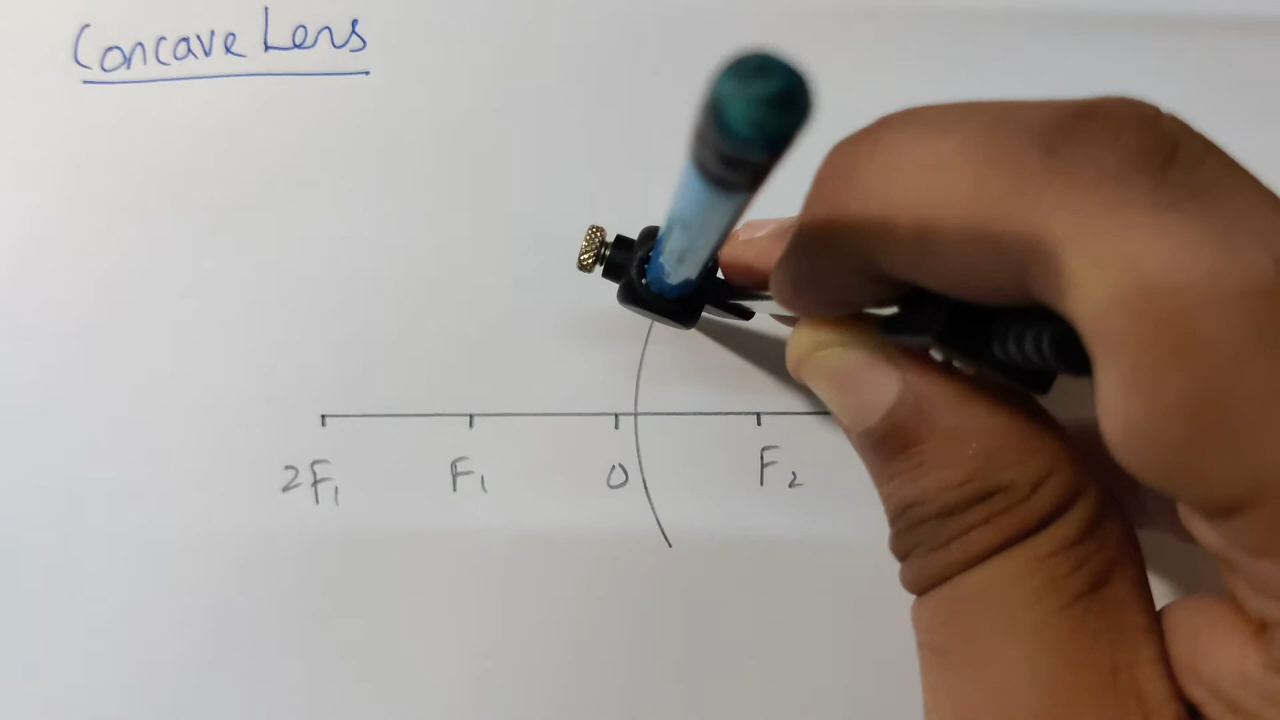 Concave Lens
2F₁ F₁ O F₂